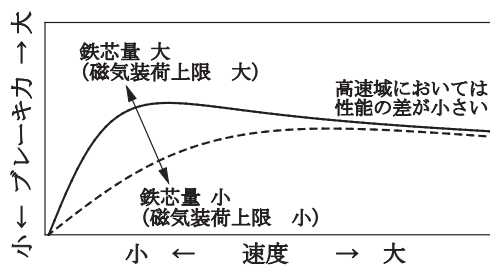 小 ← ブレーキ力 → 大
鉄芯量 大
(磁気装荷上限 大)
高速域においては
性能の差が小さい
鉄芯量 小
(磁気装荷上限 小)
小 ← 速度 → 大